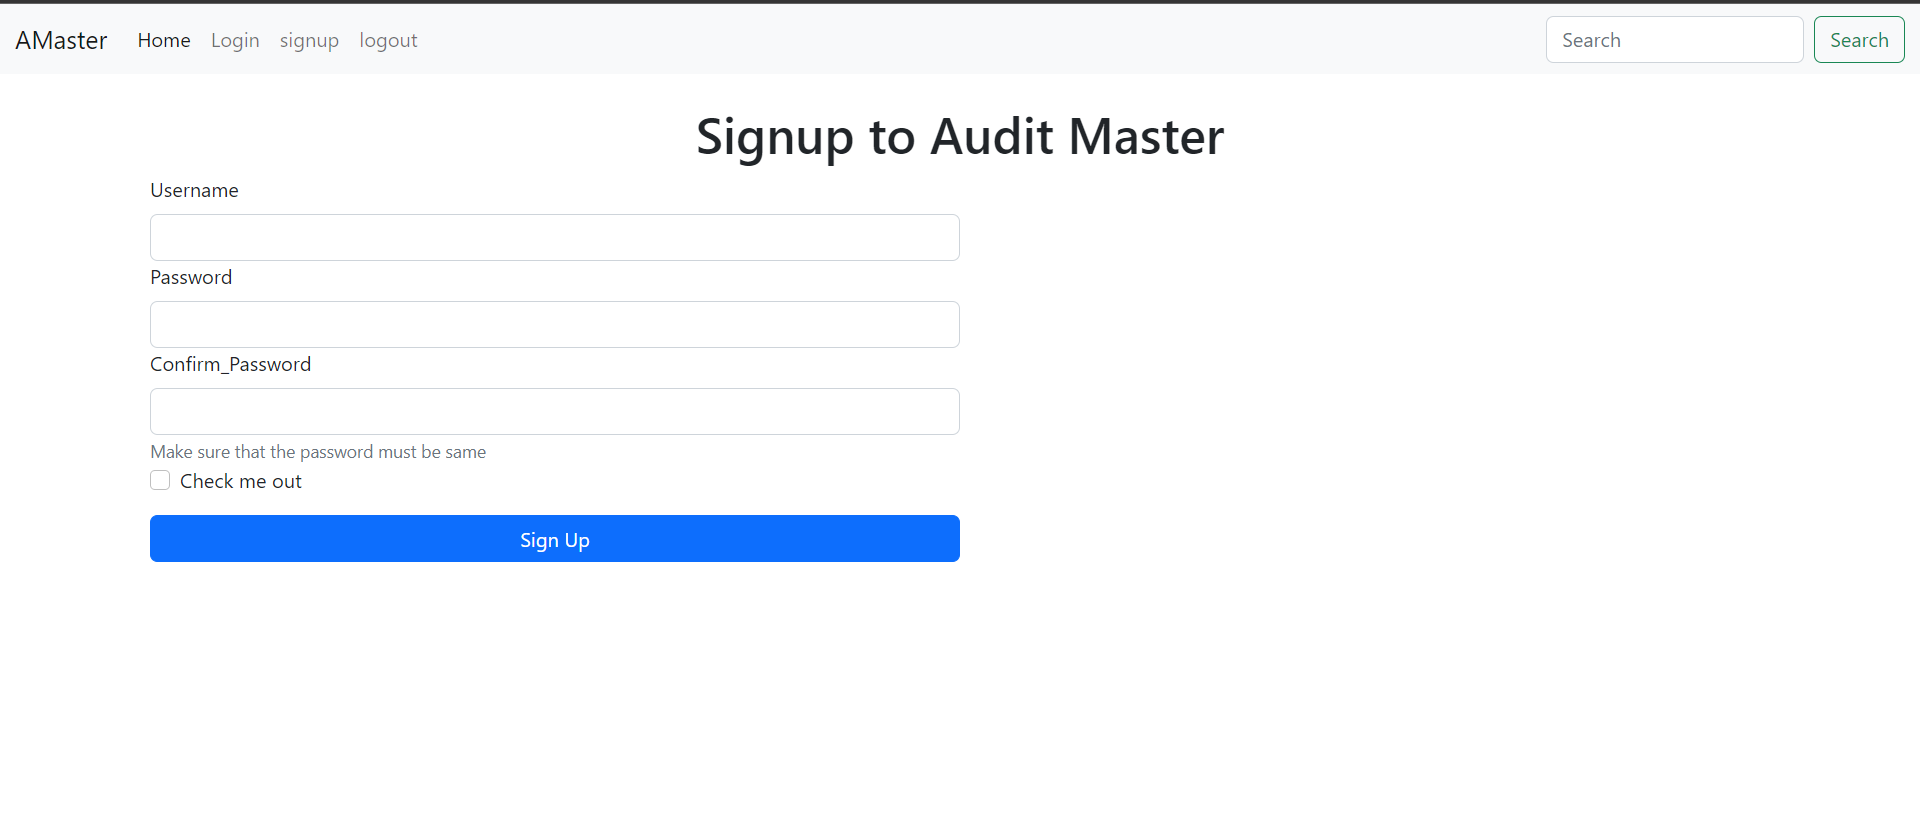 AMaster Home Login signup logout Search Search
Signup to Audit Master
Username
Password
Confirm_Password
Make sure that the password must be same
Check me out
Sign Up